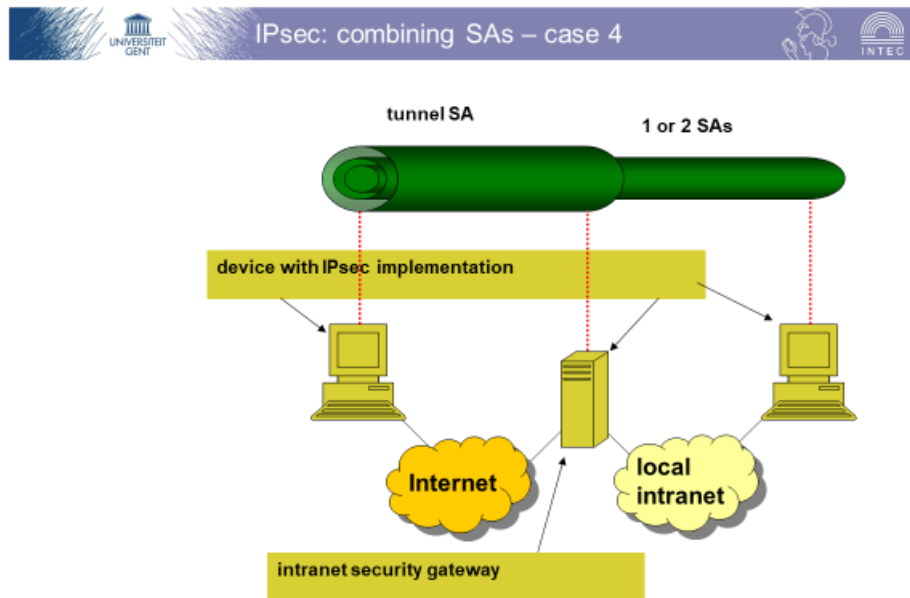 UNIVERSITEIT
GENT
IPsec: combining SAs – case 4
INTEC
tunnel SA
1 or 2 SAs
device with IPsec implementation
Internet
local
intranet
intranet security gateway